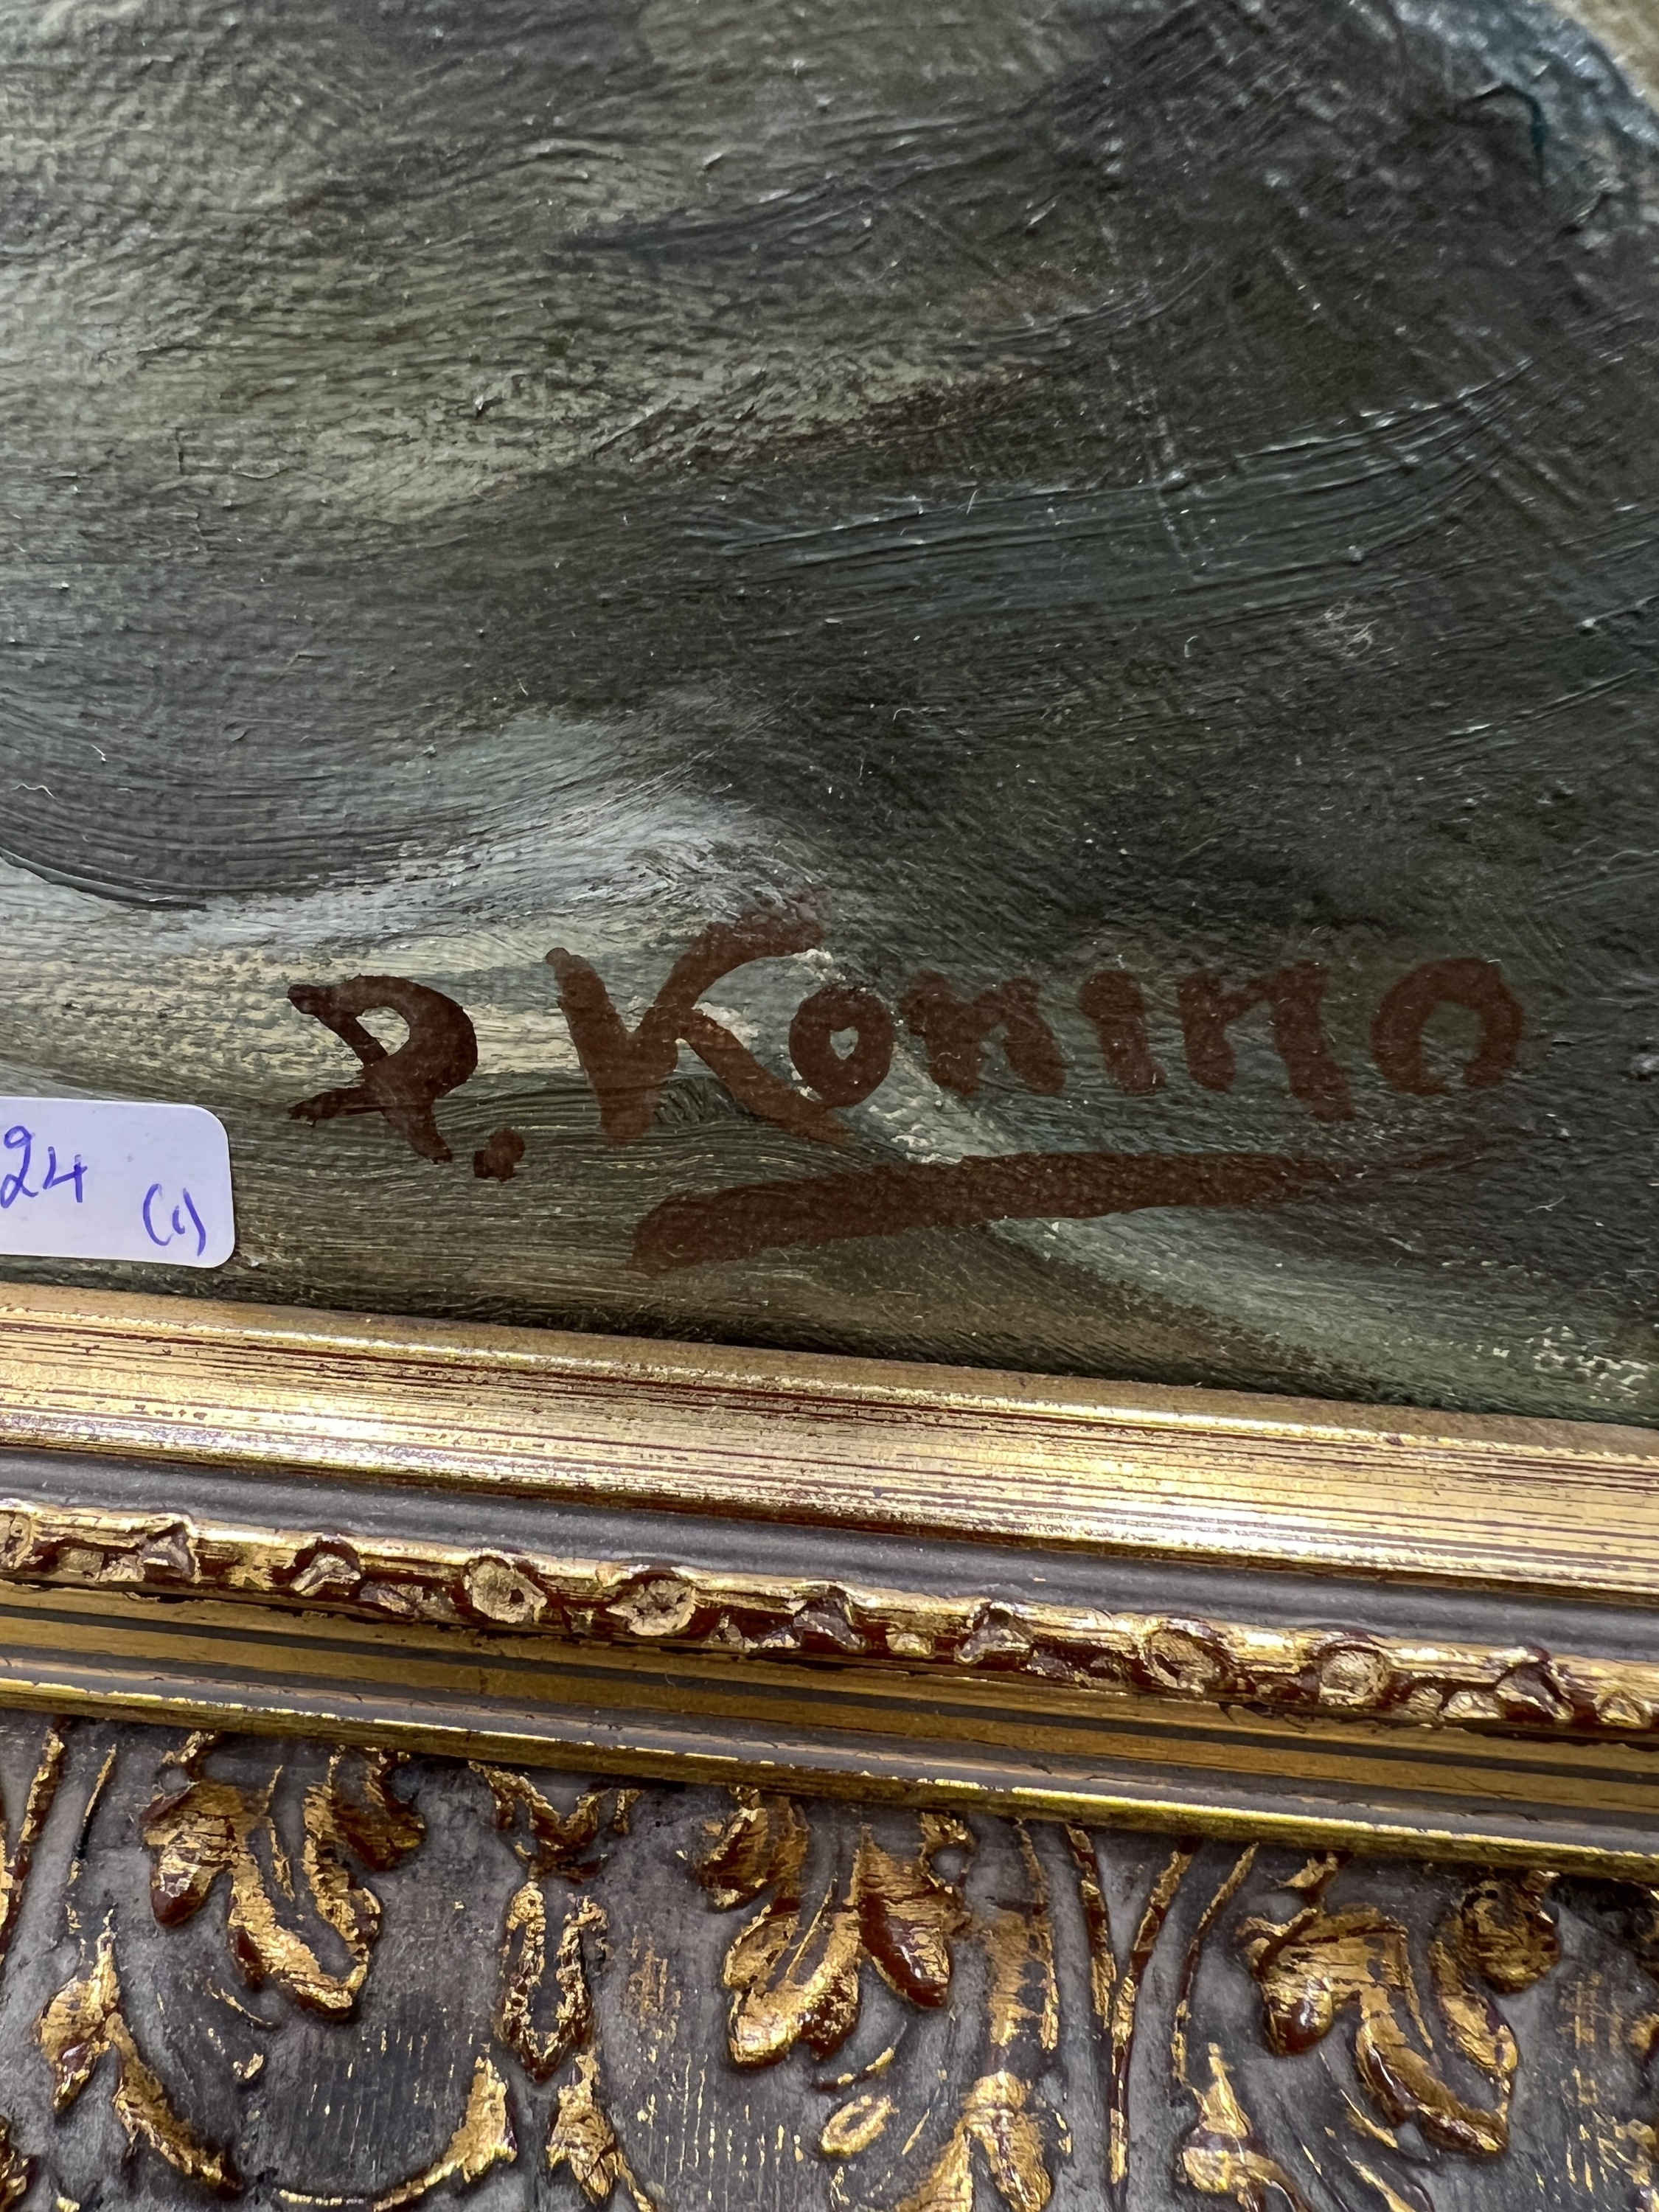 P. Konino
24 (1)